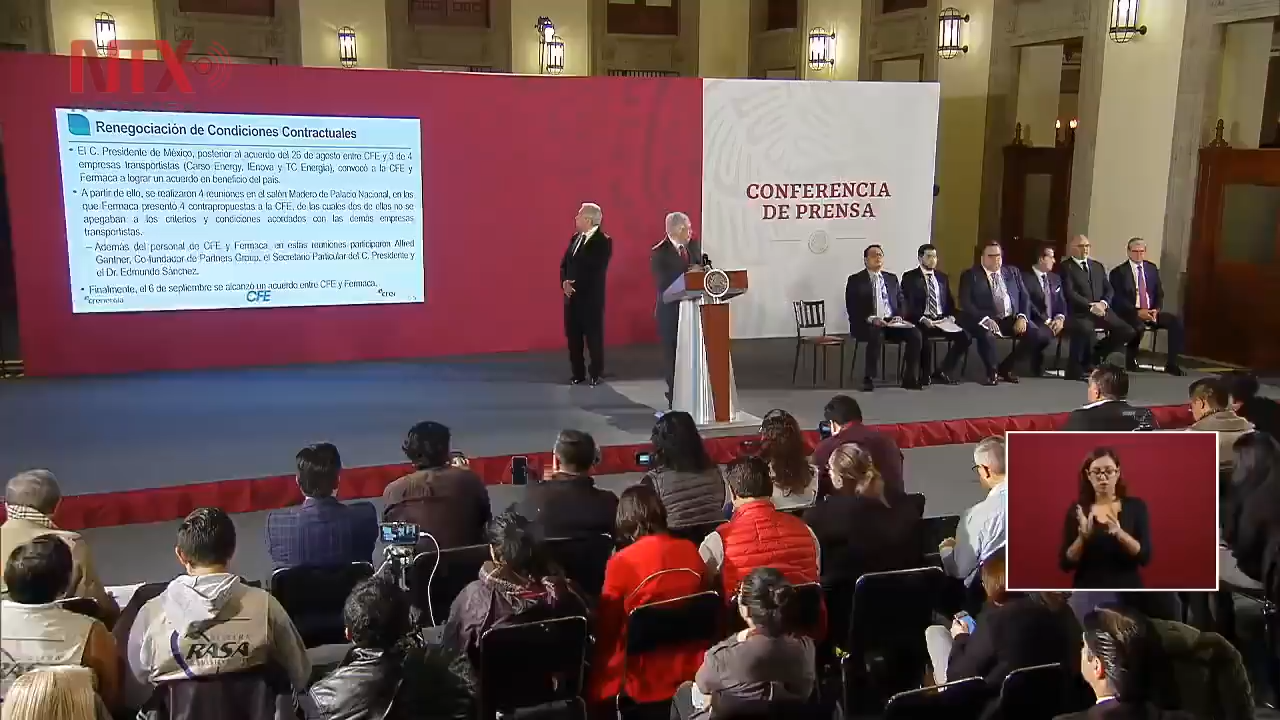 NTX
Renegociación de Condiciones Contractuales
• El C. Presidente de México, posterior al acuerdo del 26 de agosto entre CFE y 3 de 4
empresas transportistas (Carso Energy, IEnova y TC Energía), convocó a la CFE y
Fermaca a lograr un acuerdo en beneficio del país.
• A partir de ello, se realizaron 4 reuniones en el salón Madero de Palacio Nacional, en las
que Fermaca presentó 4 contrapropuestas a la CFE, de las cuales dos de ellas no se
apegaban a los criterios y condiciones acordados con las demás empresas
transportistas.
– Además del personal de CFE y Fermaca, en estas reuniones participaron Alfred
Gantner, Co-fundador de Partners Group, el Secretario Particular del C. Presidente y
el Dr. Edmundo Sánchez.
• Finalmente, el 6 de septiembre se alcanzó un acuerdo entre CFE y Fermaca.
CFE
CONFERENCIA
DE PRENSA
RASA